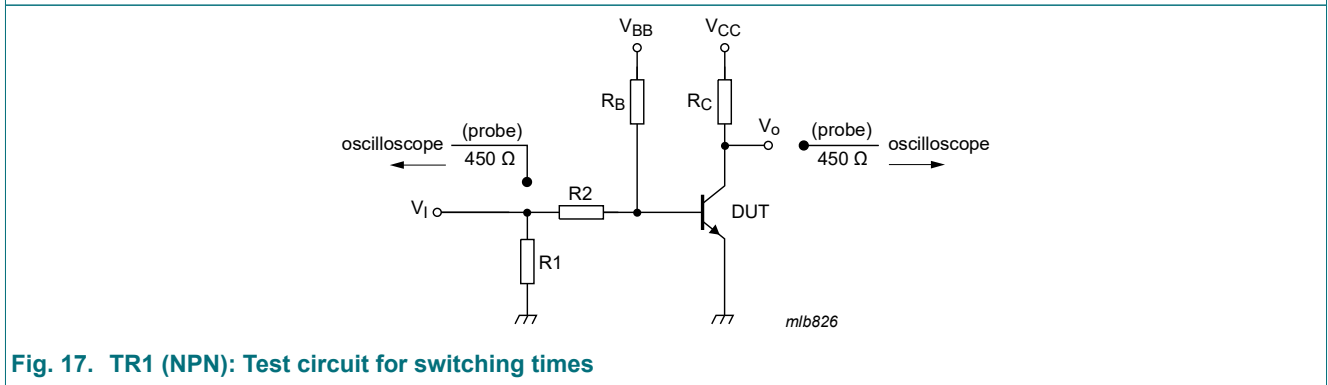 VBB VCC
RB RC
oscilloscope (probe) 450 Ω
Vo (probe) 450 Ω oscilloscope
R2
VI DUT
R1
mlb826
Fig. 17. TR1 (NPN): Test circuit for switching times